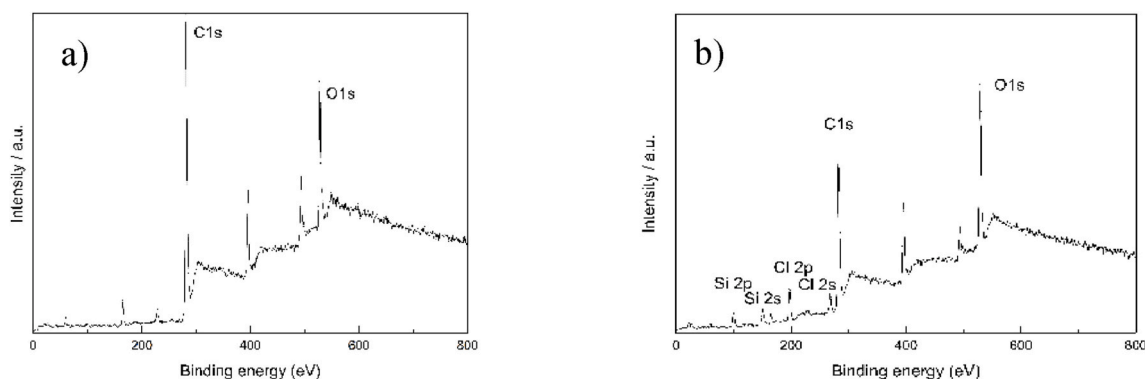 a)
C1s
O1s
Intensity / a.u.
0 200 400 600 800
Binding energy (eV)
b)
O1s
C1s
Cl 2p
Si 2p
Cl 2s
Si 2s
Intensity / a.u.
0 200 400 600 800
Binding energy (eV)